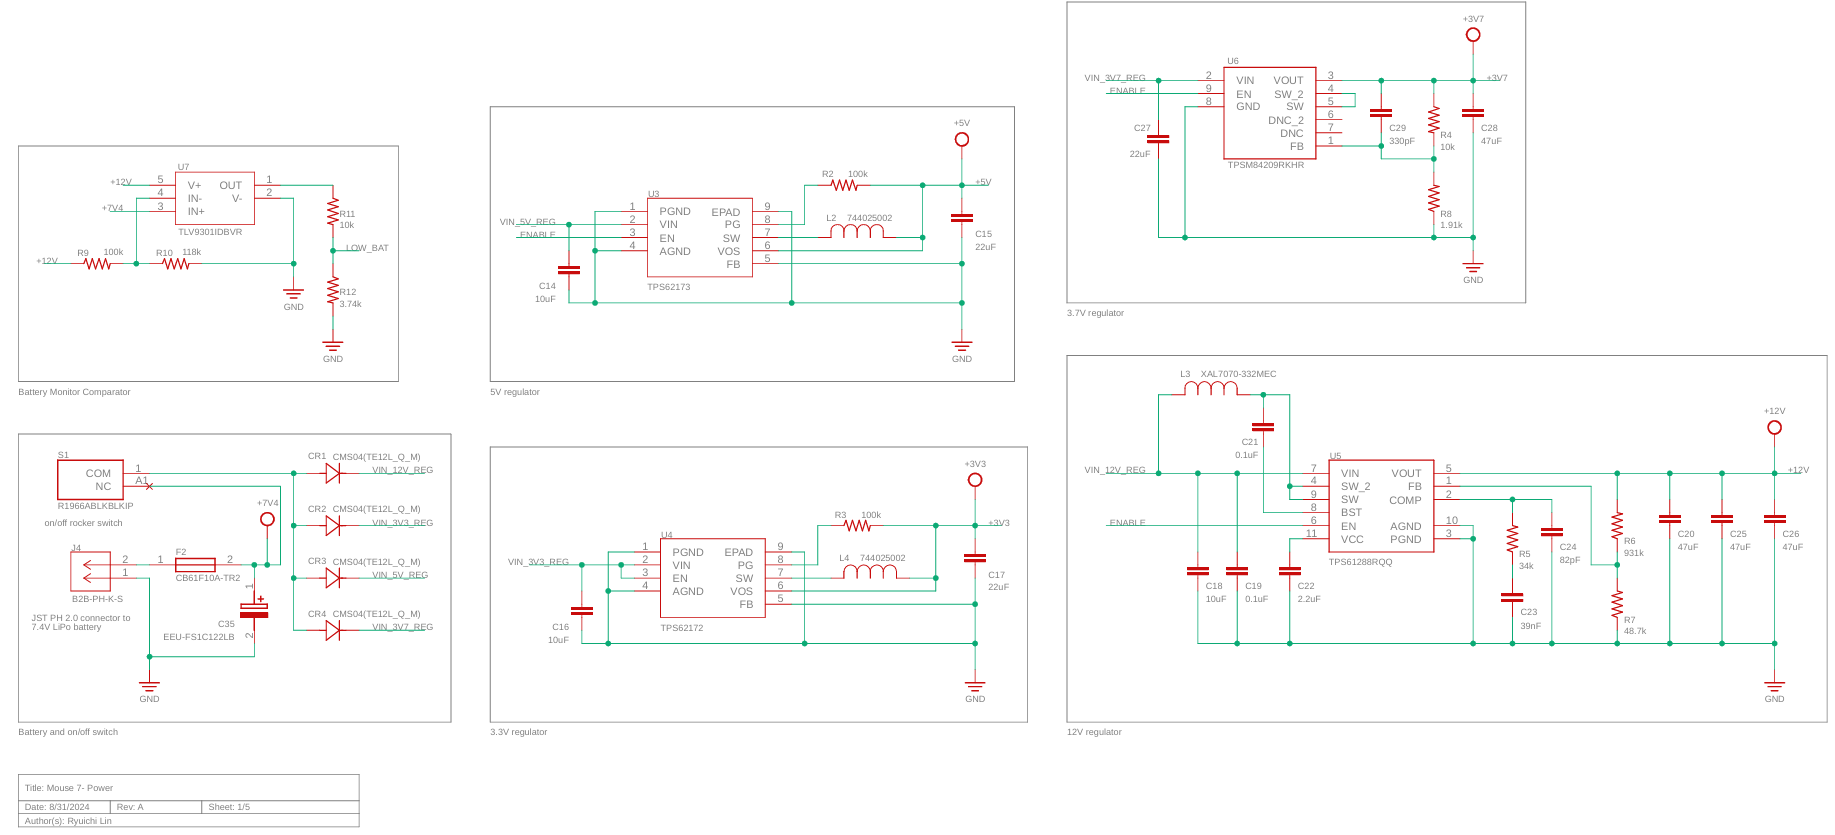 U7
+12V
5
V+
OUT
1
4
IN-
V-
2
+7V4
3
IN+
TLV9301IDBVR
R11
10k
LOW_BAT
+12V
R9
100k
R10
118k
R12
3.74k
GND
GND
Battery Monitor Comparator
S1
COM
1
NC
A1
R1966ABLKBLKIP
on/off rocker switch
+7V4
J4
2
1
1
F2
2
CB61F10A-TR2
B2B-PH-K-S
JST PH 2.0 connector to
7.4V LiPo battery
1
+
C35
EEU-FS1C122LB
2
GND
CR1
CMS04(TE12L_Q_M)
VIN_12V_REG
CR2
CMS04(TE12L_Q_M)
VIN_3V3_REG
CR3
CMS04(TE12L_Q_M)
VIN_5V_REG
CR4
CMS04(TE12L_Q_M)
VIN_3V7_REG
Battery and on/off switch
+5V
R2
100k
+5V
U3
1
PGND
EPAD
9
VIN_5V_REG
2
VIN
PG
8
L2
744025002
ENABLE
3
EN
SW
7
4
AGND
VOS
6
FB
5
C15
22uF
C14
10uF
TPS62173
GND
5V regulator
+3V3
R3
100k
+3V3
U4
1
PGND
EPAD
9
VIN_3V3_REG
2
VIN
PG
8
L4
744025002
3
EN
SW
7
4
AGND
VOS
6
FB
5
C17
22uF
C16
10uF
TPS62172
GND
3.3V regulator
+3V7
U6
VIN_3V7_REG
2
VIN
VOUT
3
+3V7
ENABLE
9
EN
SW_2
4
8
GND
SW
5
DNC_2
6
DNC
7
FB
1
C27
22uF
TPSM84209RKHR
C29
330pF
R4
10k
C28
47uF
R8
1.91k
GND
3.7V regulator
L3
XAL7070-332MEC
+12V
C21
0.1uF
U5
VIN_12V_REG
7
VIN
VOUT
5
+12V
4
SW_2
FB
1
9
SW
COMP
2
8
BST
ENABLE
6
EN
AGND
10
11
VCC
PGND
3
TPS61288RQQ
C18
10uF
C19
0.1uF
C22
2.2uF
R5
34k
C24
82pF
R6
931k
C20
47uF
C25
47uF
C26
47uF
C23
39nF
R7
48.7k
GND
12V regulator
Title: Mouse 7- Power
Date: 8/31/2024
Rev: A
Sheet: 1/5
Author(s): Ryuichi Lin